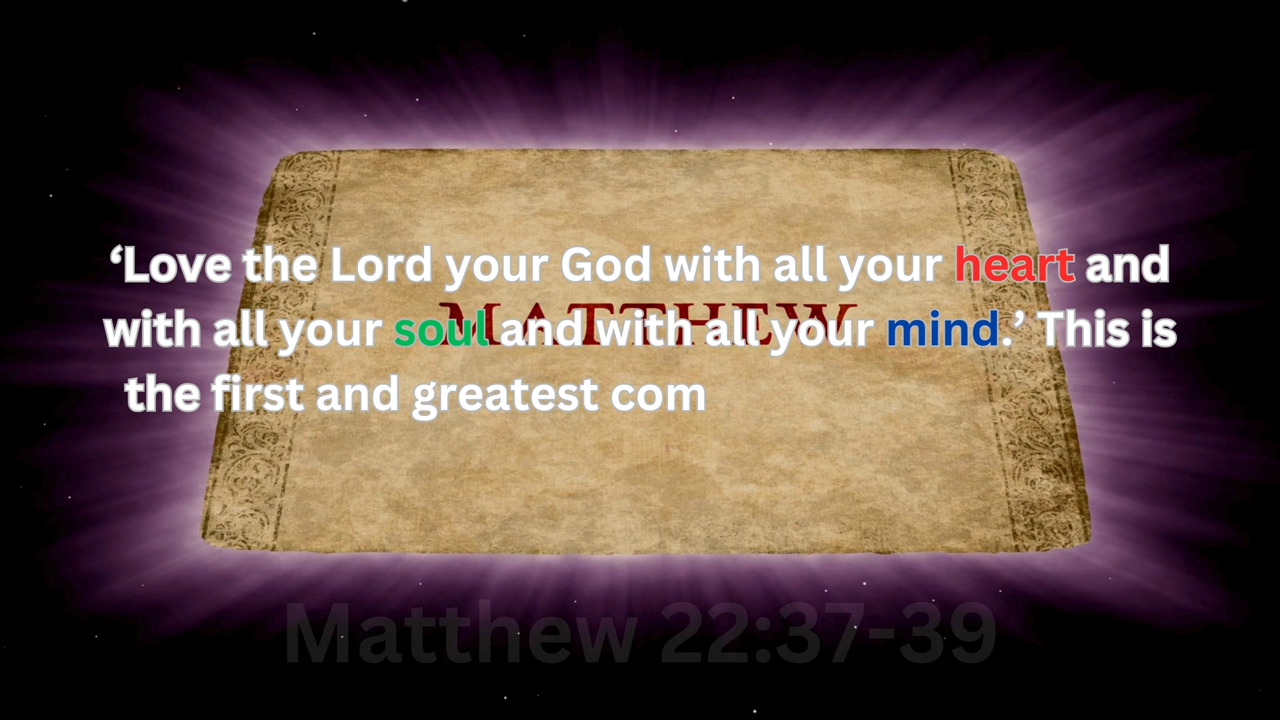 ‘Love the Lord your God with all your heart and
MATTHEW
with all your soul and with all your mind.’ This is
the first and greatest com
Matthew 22:37-39